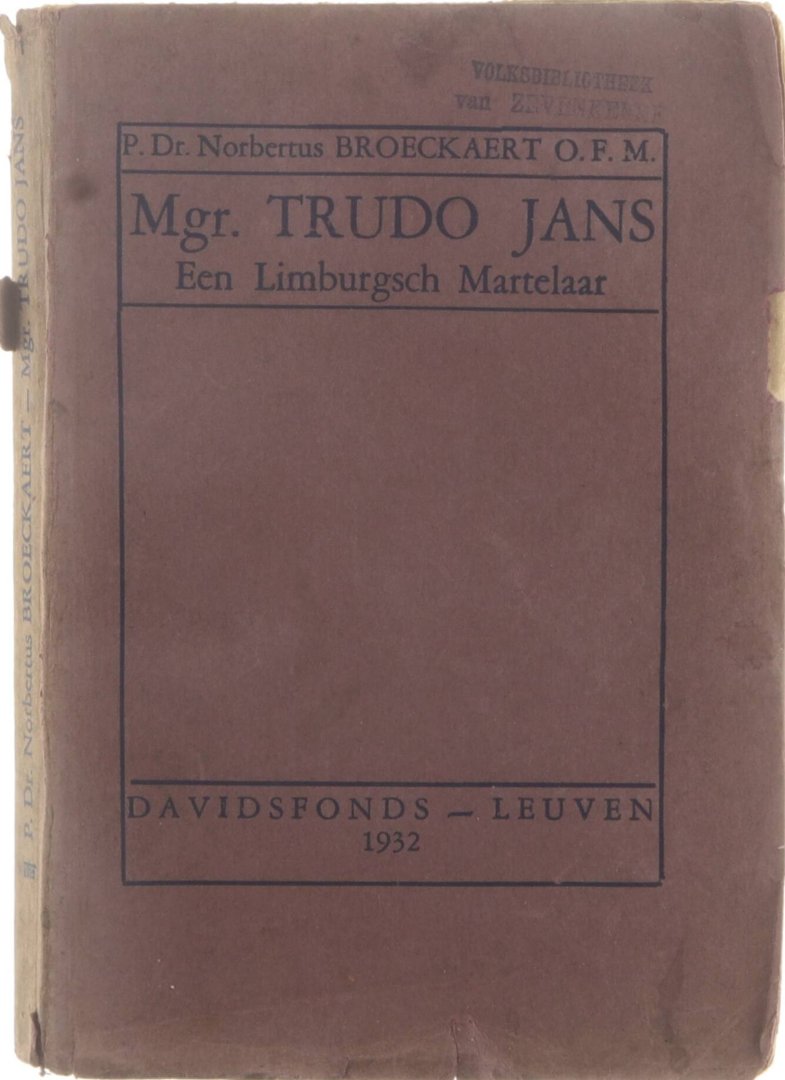 VOLKSBIBLIOTHEEK
van ZEVENEEKEN
P. Dr. Norbertus BROECKAERT O. F. M.
Mgr. TRUDO JANS
Een Limburgsch Martelaar
DAVIDSFONDS — LEUVEN
1932
P. Dr. Norbertus BROECKAERT — Mgr. TRUDO JANS